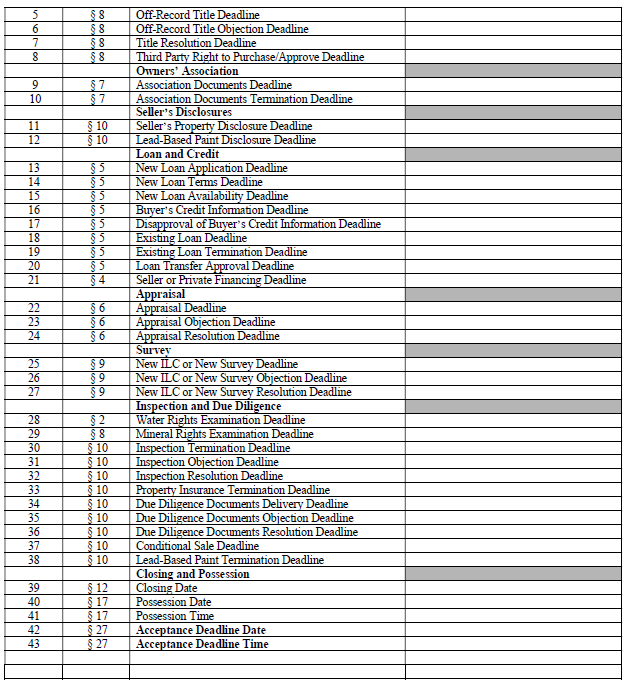 5 § 8 Off-Record Title Deadline
6 § 8 Off-Record Title Objection Deadline
7 § 8 Title Resolution Deadline
8 § 8 Third Party Right to Purchase/Approve Deadline
Owners' Association
9 § 7 Association Documents Deadline
10 § 7 Association Documents Termination Deadline
Seller's Disclosures
11 § 10 Seller's Property Disclosure Deadline
12 § 10 Lead-Based Paint Disclosure Deadline
Loan and Credit
13 § 5 New Loan Application Deadline
14 § 5 New Loan Terms Deadline
15 § 5 New Loan Availability Deadline
16 § 5 Buyer's Credit Information Deadline
17 § 5 Disapproval of Buyer's Credit Information Deadline
18 § 5 Existing Loan Deadline
19 § 5 Existing Loan Termination Deadline
20 § 5 Loan Transfer Approval Deadline
21 § 4 Seller or Private Financing Deadline
Appraisal
22 § 6 Appraisal Deadline
23 § 6 Appraisal Objection Deadline
24 § 6 Appraisal Resolution Deadline
Survey
25 § 9 New ILC or New Survey Deadline
26 § 9 New ILC or New Survey Objection Deadline
27 § 9 New ILC or New Survey Resolution Deadline
Inspection and Due Diligence
28 § 2 Water Rights Examination Deadline
29 § 8 Mineral Rights Examination Deadline
30 § 10 Inspection Termination Deadline
31 § 10 Inspection Objection Deadline
32 § 10 Inspection Resolution Deadline
33 § 10 Property Insurance Termination Deadline
34 § 10 Due Diligence Documents Delivery Deadline
35 § 10 Due Diligence Documents Objection Deadline
36 § 10 Due Diligence Documents Resolution Deadline
37 § 10 Conditional Sale Deadline
38 § 10 Lead-Based Paint Termination Deadline
Closing and Possession
39 § 12 Closing Date
40 § 17 Possession Date
41 § 17 Possession Time
42 § 27 Acceptance Deadline Date
43 § 27 Acceptance Deadline Time